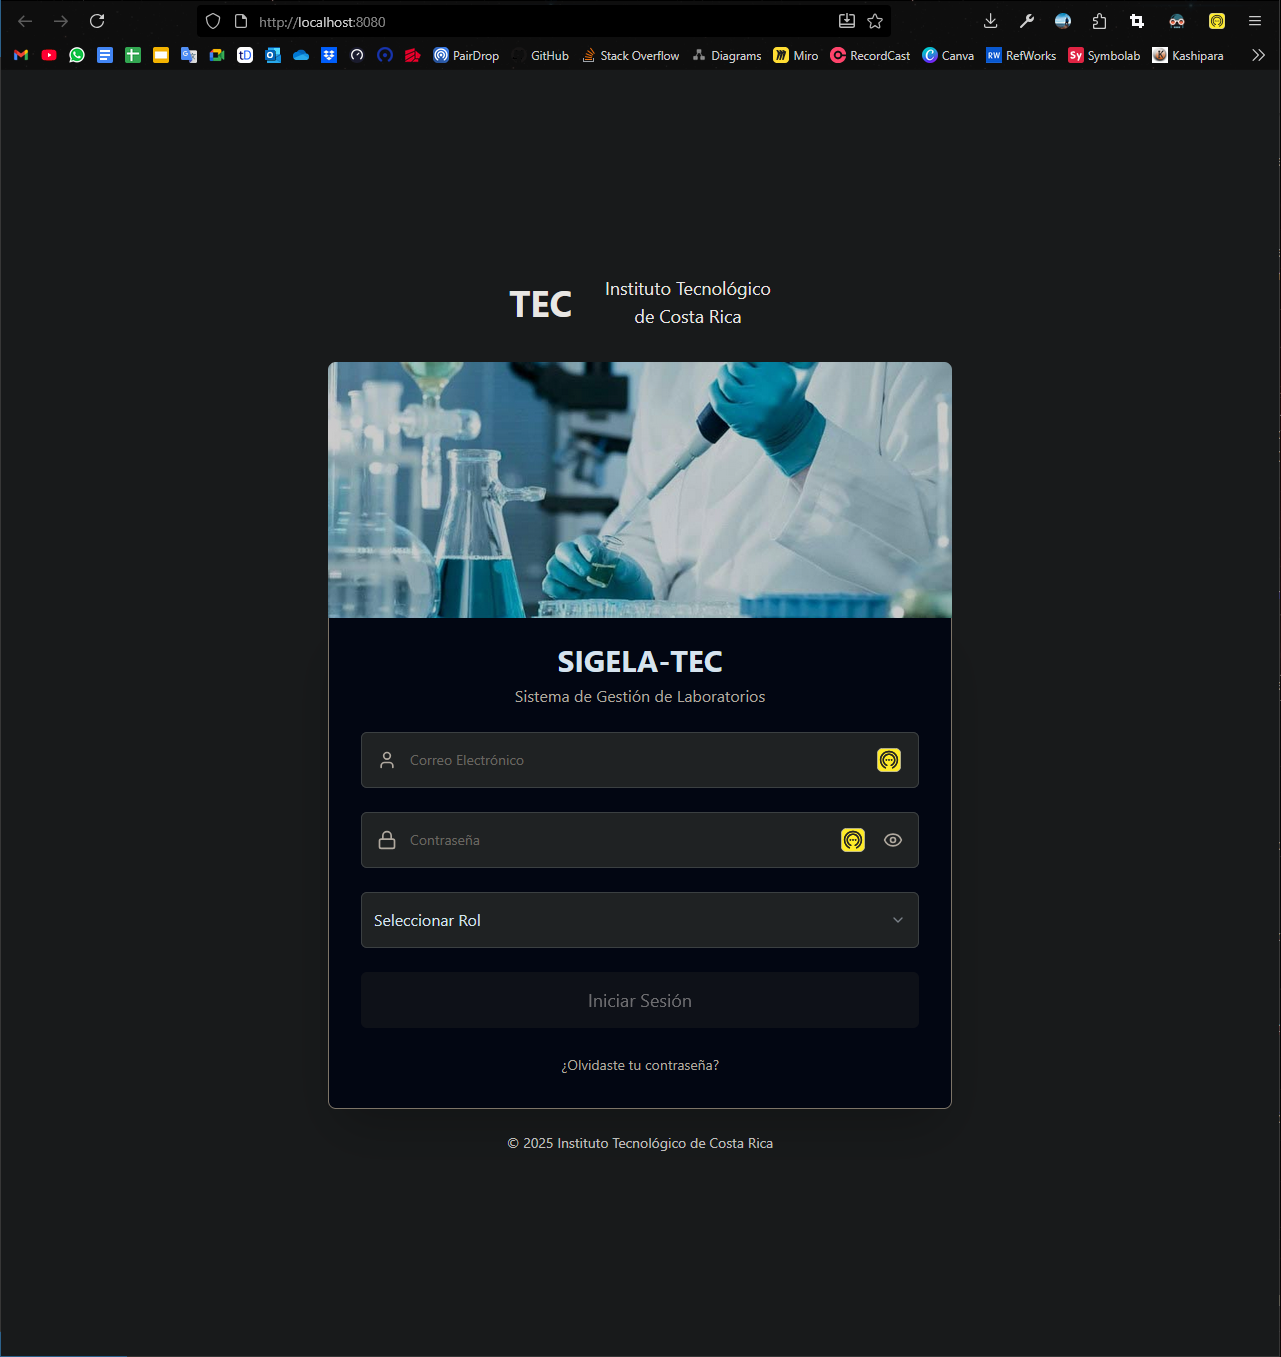 http://localhost:8080
PairDrop
GitHub
Stack Overflow
Diagrams
Miro
RecordCast
Canva
RW
RefWorks
Sy
Symbolab
Kashipara
TEC
Instituto Tecnológico
de Costa Rica
SIGELA-TEC
Sistema de Gestión de Laboratorios
Correo Electrónico
Contraseña
Seleccionar Rol
Iniciar Sesión
¿Olvidaste tu contraseña?
© 2025 Instituto Tecnológico de Costa Rica